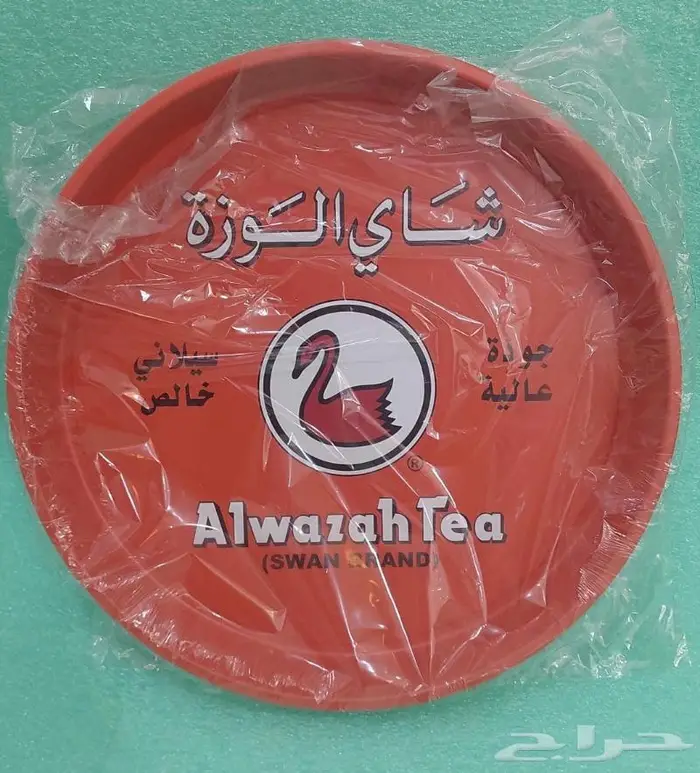 شاي الوزة
جودة عالية
سيلاني خالص
®
Alwazah Tea
(SWAN BRAND)
حراج